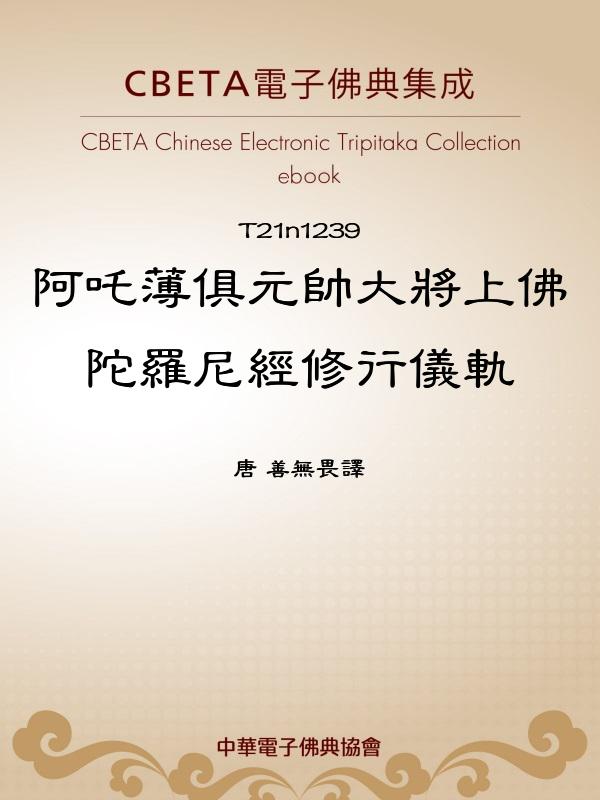 CBETA電子佛典集成
CBETA Chinese Electronic Tripitaka Collection
ebook
T21n1239
阿吒薄俱元帥大將上佛
陀羅尼經修行儀軌
唐 善無畏譯
中華電子佛典協會